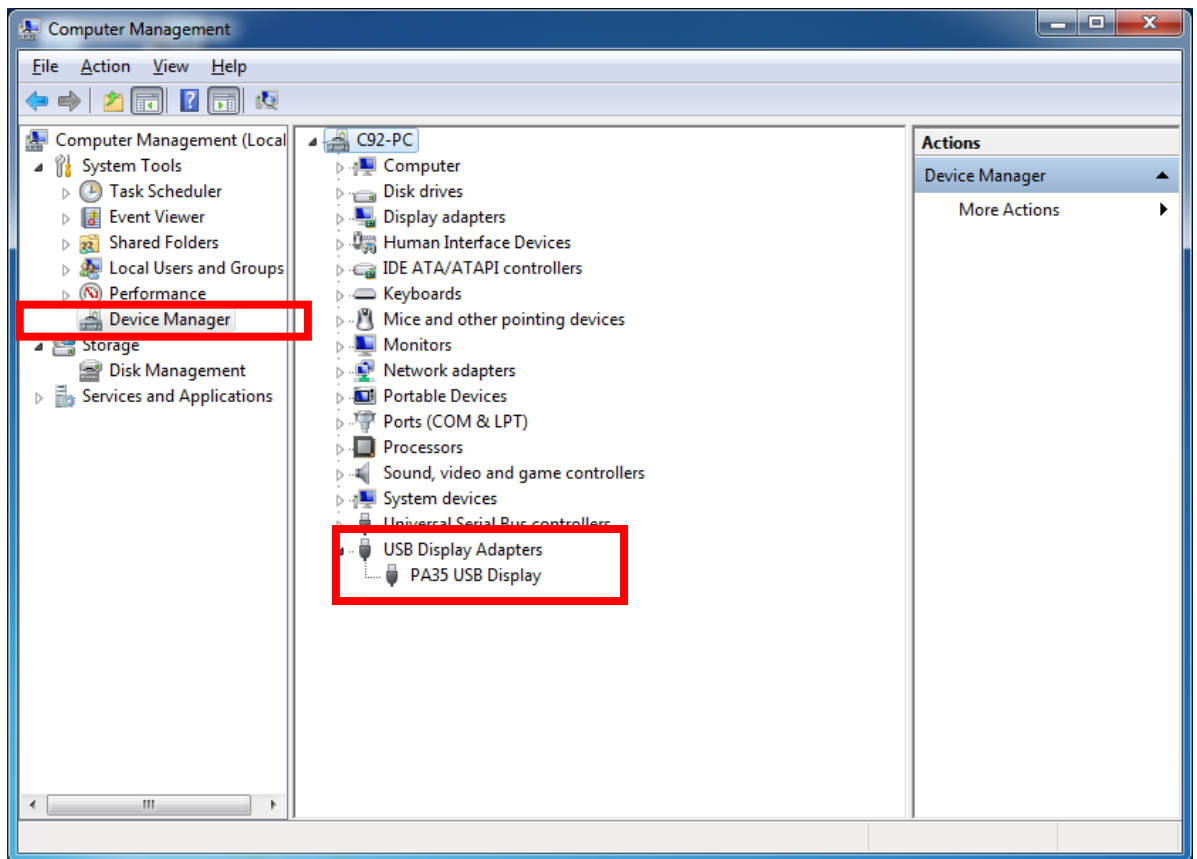 Computer Management
File Action View Help
Computer Management (Local
System Tools
Task Scheduler
Event Viewer
Shared Folders
Local Users and Groups
Performance
Device Manager
Storage
Disk Management
Services and Applications
C92-PC
Computer
Disk drives
Display adapters
Human Interface Devices
IDE ATA/ATAPI controllers
Keyboards
Mice and other pointing devices
Monitors
Network adapters
Portable Devices
Ports (COM & LPT)
Processors
Sound, video and game controllers
System devices
Universal Serial Bus controllers
USB Display Adapters
PA35 USB Display
Actions
Device Manager
More Actions